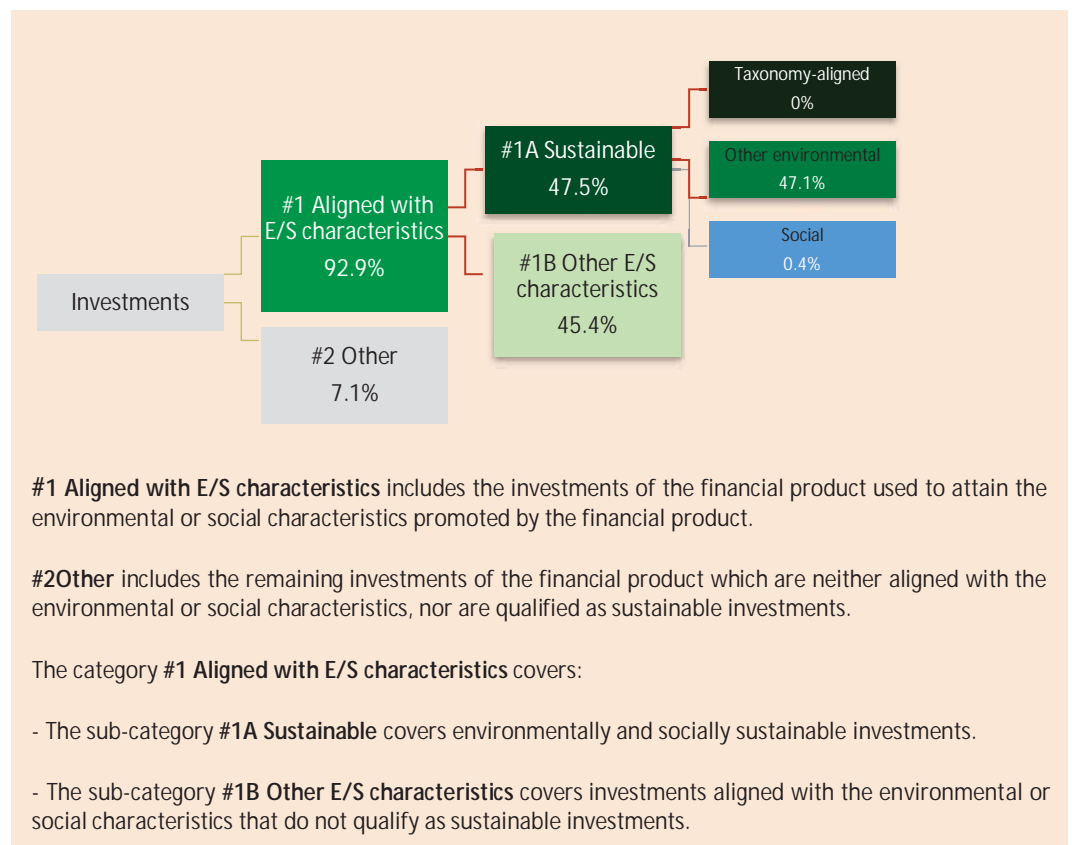 Taxonomy-aligned
0%
#1A Sustainable
47.5%
Other environmental
47.1%
#1 Aligned with
E/S characteristics
92.9%
Social
0.4%
#1B Other E/S
characteristics
45.4%
Investments
#2 Other
7.1%
#1 Aligned with E/S characteristics includes the investments of the financial product used to attain the
environmental or social characteristics promoted by the financial product.
#2Other includes the remaining investments of the financial product which are neither aligned with the
environmental or social characteristics, nor are qualified as sustainable investments.
The category #1 Aligned with E/S characteristics covers:
- The sub-category #1A Sustainable covers environmentally and socially sustainable investments.
- The sub-category #1B Other E/S characteristics covers investments aligned with the environmental or
social characteristics that do not qualify as sustainable investments.